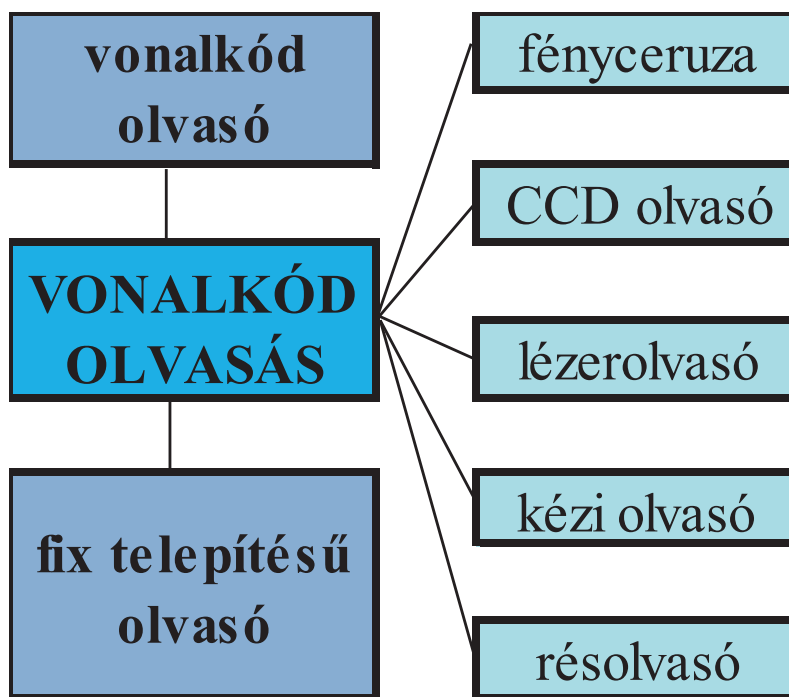 vonalkód
olvasó
VONALKÓD
OLVASÁS
fix telepítésű
olvasó
fényceruza
CCD olvasó
lézerolvasó
kézi olvasó
résolvasó